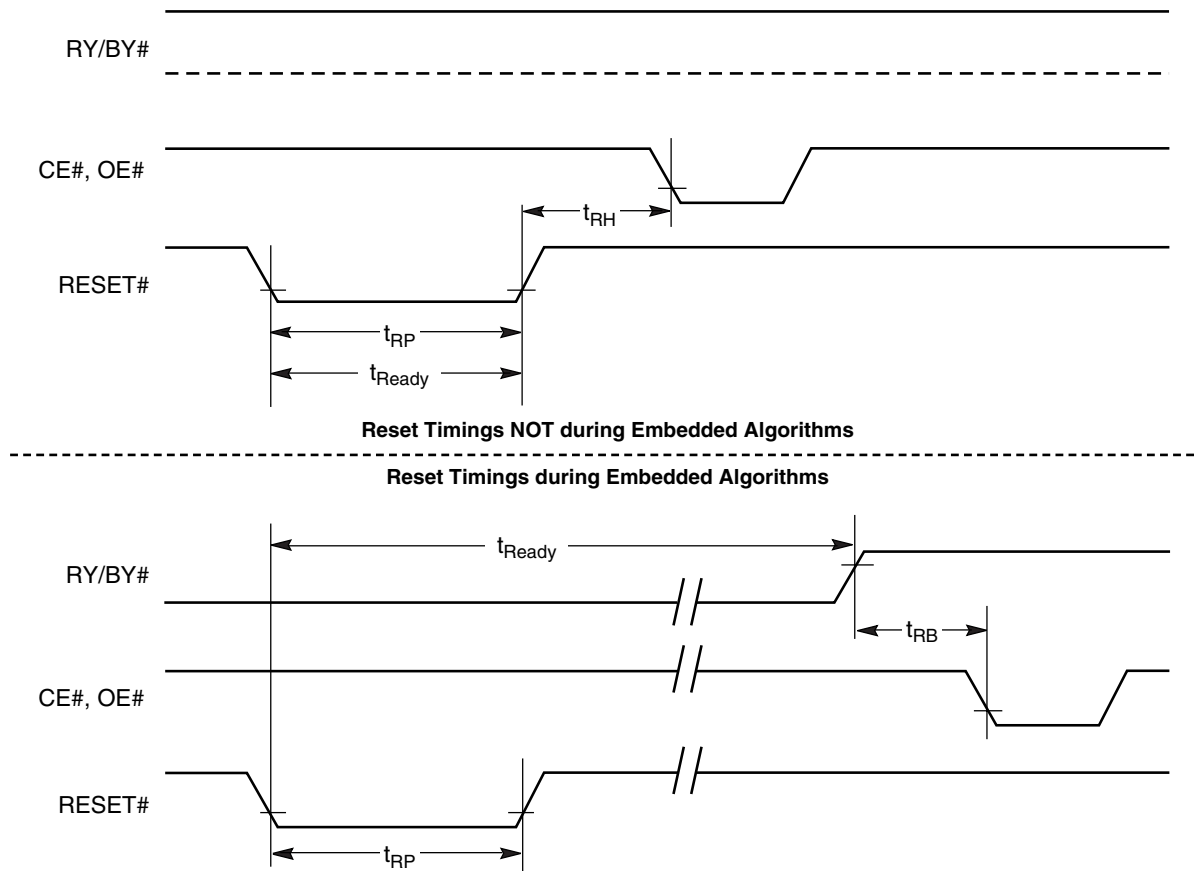 RY/BY#
CE#, OE#
tRH
RESET#
tRP
tReady
Reset Timings NOT during Embedded Algorithms
Reset Timings during Embedded Algorithms
tReady
RY/BY#
tRB
CE#, OE#
RESET#
tRP